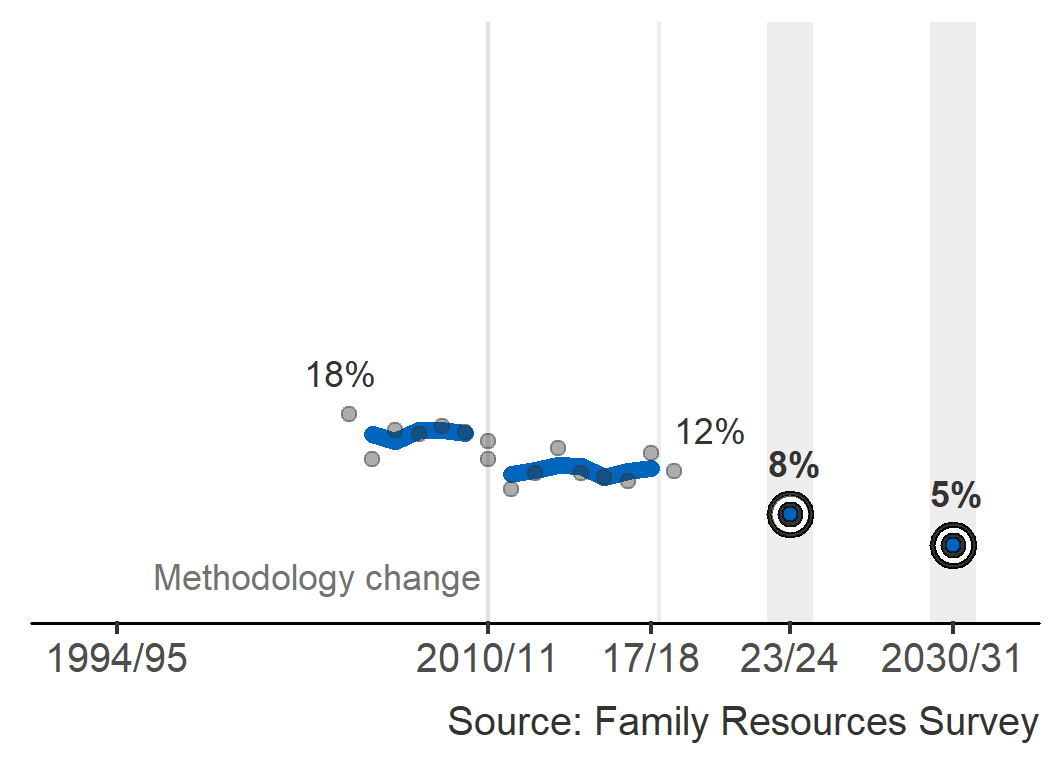 18%
12%
8%
5%
Methodology change
1994/95 2010/11 17/18 23/24 2030/31
Source: Family Resources Survey